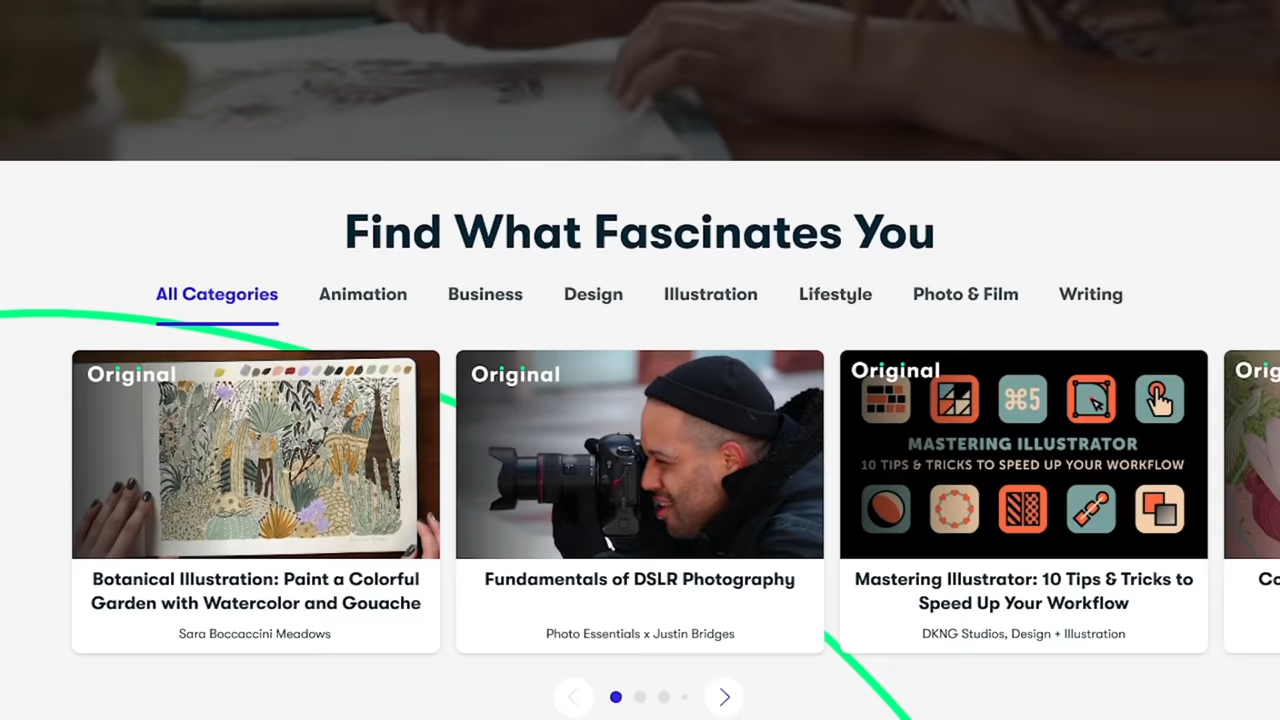 Find What Fascinates You
All Categories Animation Business Design Illustration Lifestyle Photo & Film Writing
Original
Botanical Illustration: Paint a Colorful
Garden with Watercolor and Gouache
Sara Boccaccini Meadows
Original
Fundamentals of DSLR Photography
Photo Essentials x Justin Bridges
Original
⌘5
MASTERING ILLUSTRATOR
10 TIPS & TRICKS TO SPEED UP YOUR WORKFLOW
Mastering Illustrator: 10 Tips & Tricks to
Speed Up Your Workflow
DKNG Studios, Design + Illustration